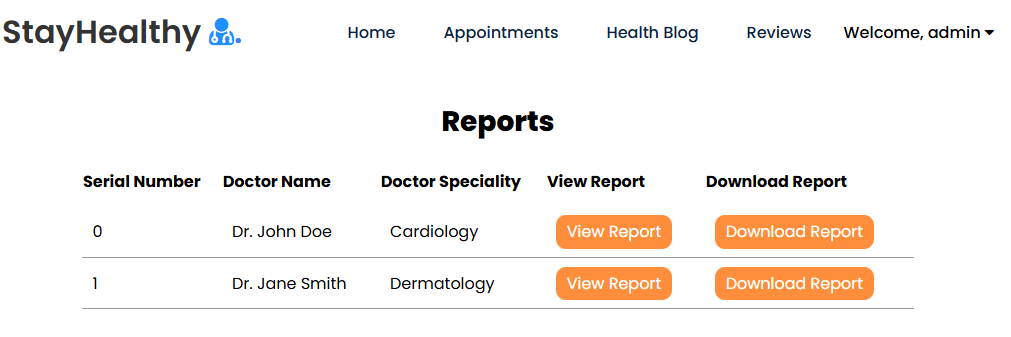 StayHealthy Home Appointments Health Blog Reviews Welcome, admin
Reports
Serial Number Doctor Name Doctor Speciality View Report Download Report
0 Dr. John Doe Cardiology View Report Download Report
1 Dr. Jane Smith Dermatology View Report Download Report